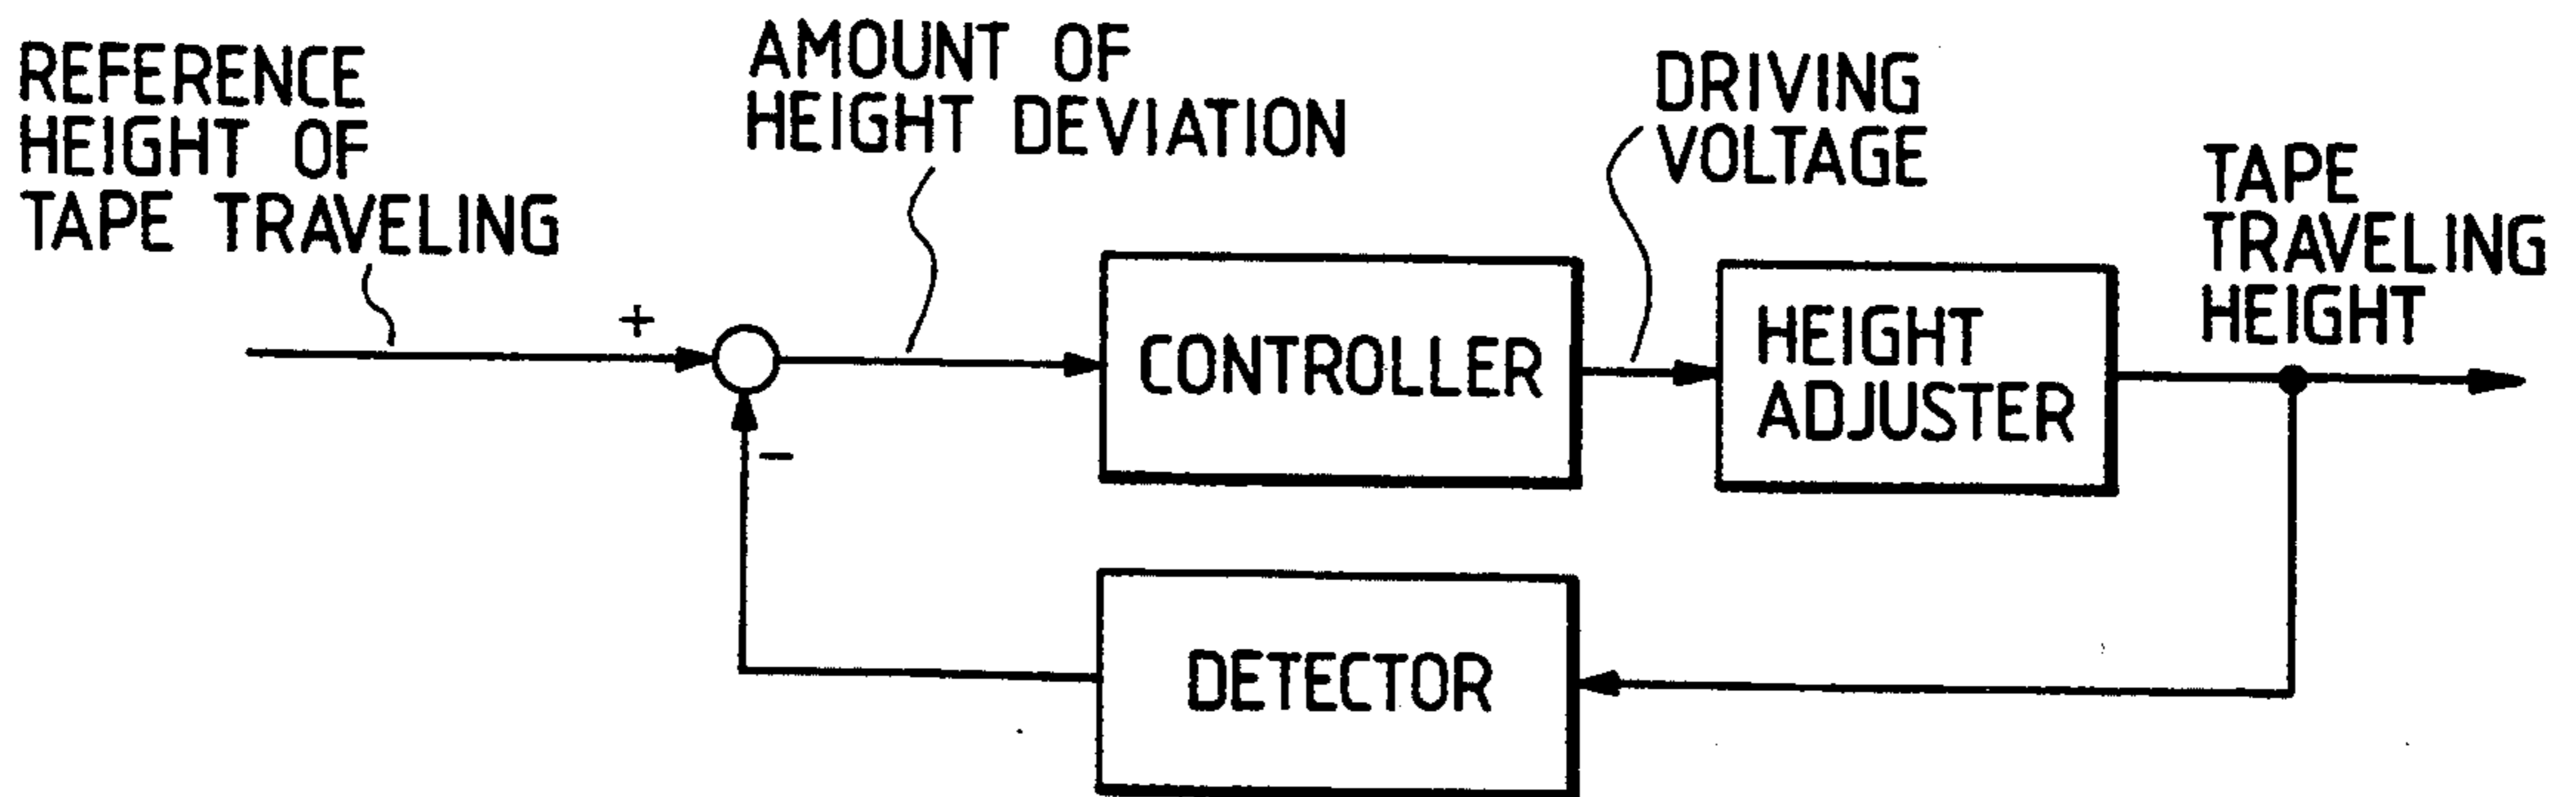 REFERENCE
HEIGHT OF
TAPE TRAVELING
AMOUNT OF
HEIGHT DEVIATION
DRIVING
VOLTAGE
TAPE
TRAVELING
HEIGHT
+
−
CONTROLLER
HEIGHT
ADJUSTER
DETECTOR